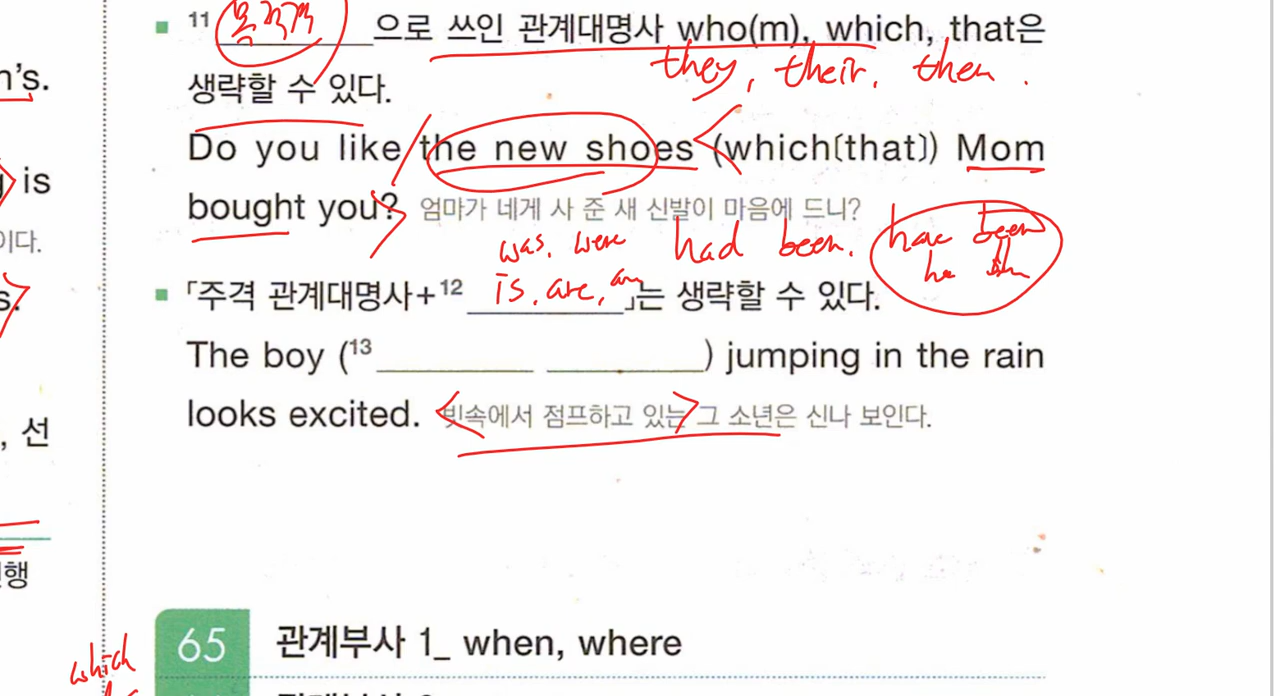 11 목적격 으로 쓰인 관계대명사 who(m), which, that은
they, their, them.
n's.
생략할 수 있다.
Do you like the new shoes (which(that)) Mom
is
bought you? 엄마가 네게 사 준 새 신발이 마음에 드니?
이다.
was. were had been. have been
s.
「주격 관계대명사+12 is, are, am」는 생략할 수 있다.
The boy (13 ________ ________) jumping in the rain
looks excited. 빗속에서 점프하고 있는 그 소년은 신나 보인다.
, 선
행
65 관계부사 1_ when, where
which